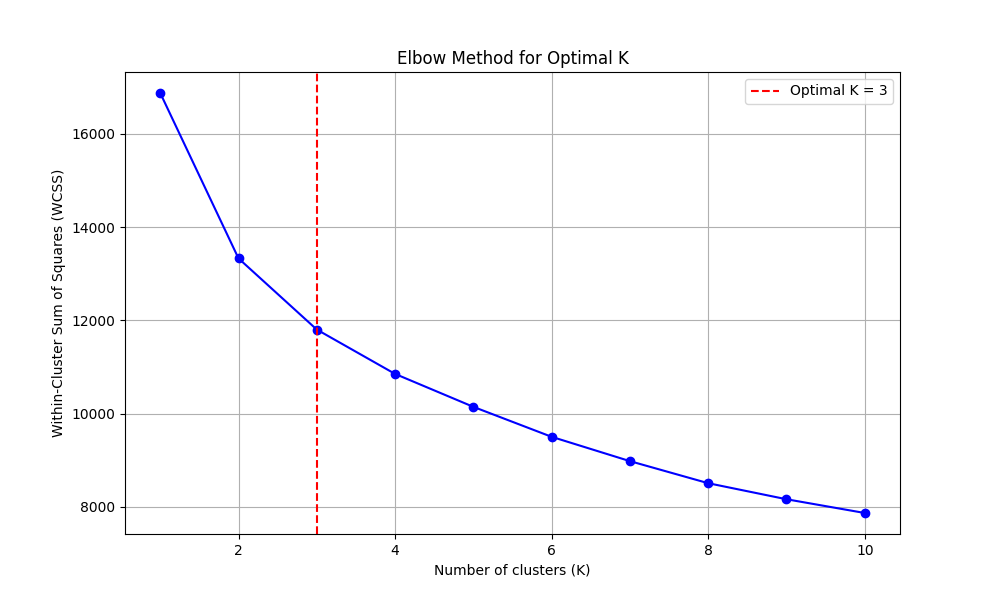 Elbow Method for Optimal K
Optimal K = 3
Within-Cluster Sum of Squares (WCSS)
16000
14000
12000
10000
8000
2 4 6 8 10
Number of clusters (K)